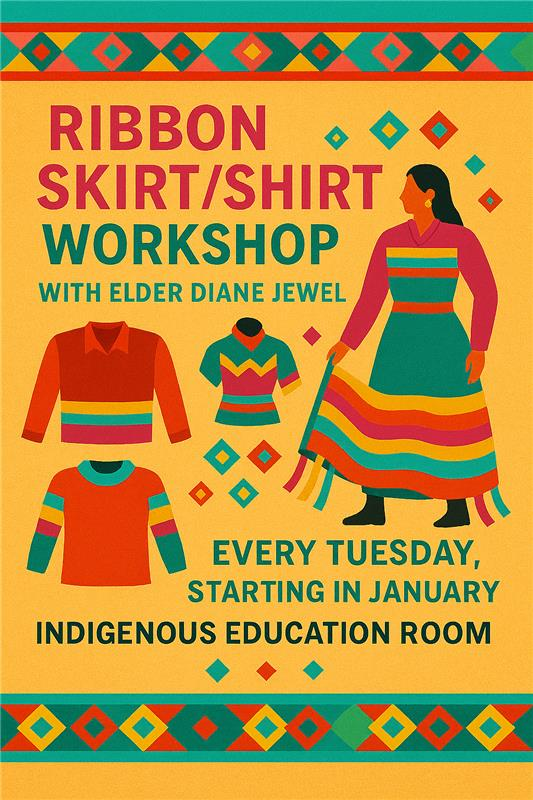 RIBBON
SKIRT/SHIRT
WORKSHOP
WITH ELDER DIANE JEWEL
EVERY TUESDAY,
STARTING IN JANUARY
INDIGENOUS EDUCATION ROOM